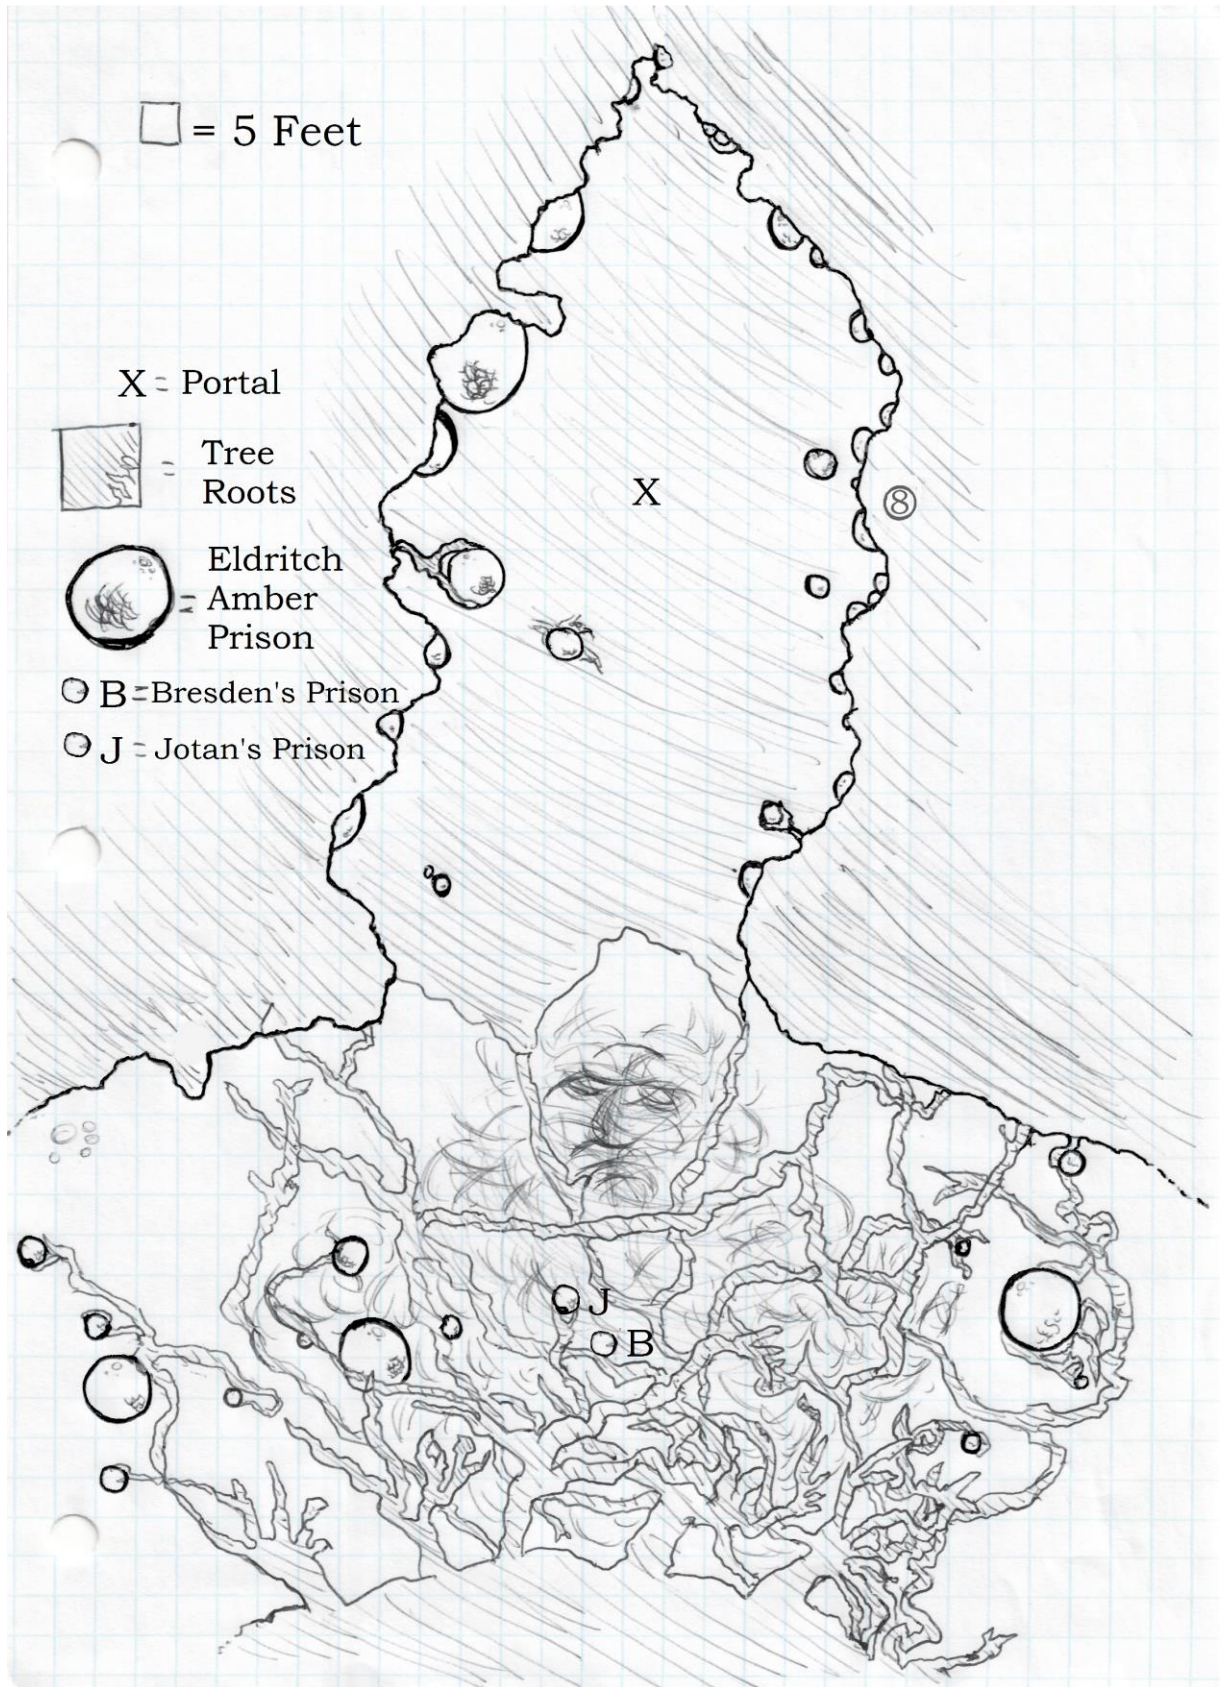 = 5 Feet
X = Portal
= Tree
Roots
Eldritch
= Amber
Prison
B = Bresden's Prison
J = Jotan's Prison
X
⑧
J
B